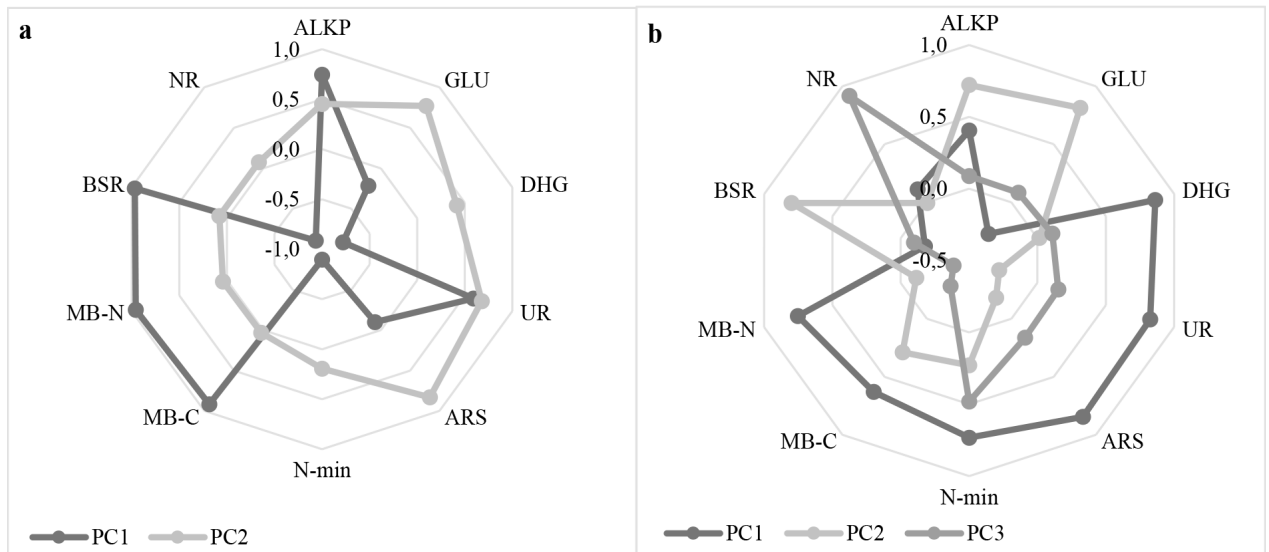 a
ALKP
1,0
NR
GLU
0,5
0,0
BSR
DHG
-0,5
-1,0
MB-N
UR
MB-C
ARS
N-min
PC1 PC2
b
ALKP
1,0
NR
GLU
0,5
BSR
0,0
DHG
-0,5
MB-N
UR
MB-C
ARS
N-min
PC1 PC2 PC3